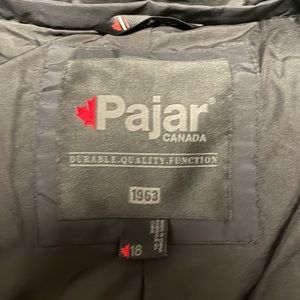 Pajar®
CANADA
DURABLE.QUALITY.FUNCTION
1963
18